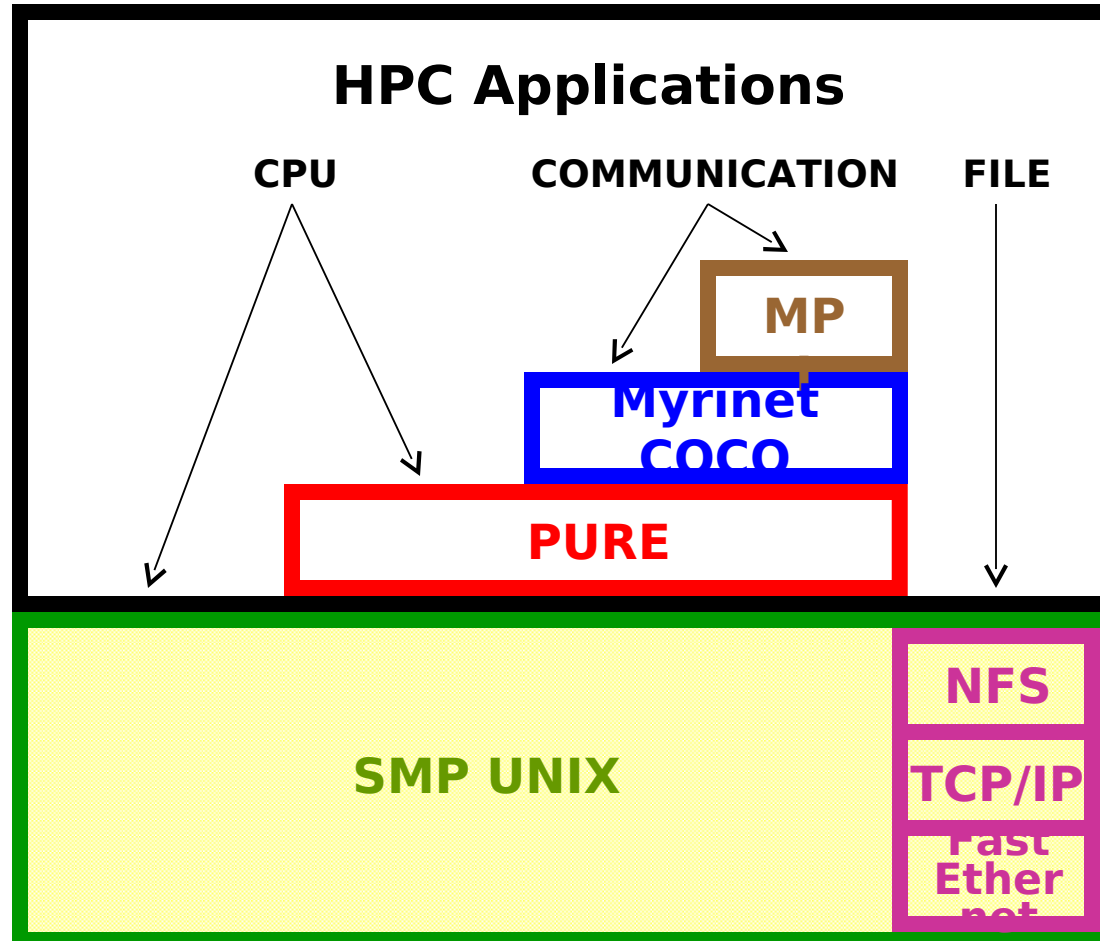 HPC Applications
CPU COMMUNICATION FILE
MP
Myrinet
COCO
PURE
NFS
SMP UNIX
TCP/IP
Fast
Ether
net